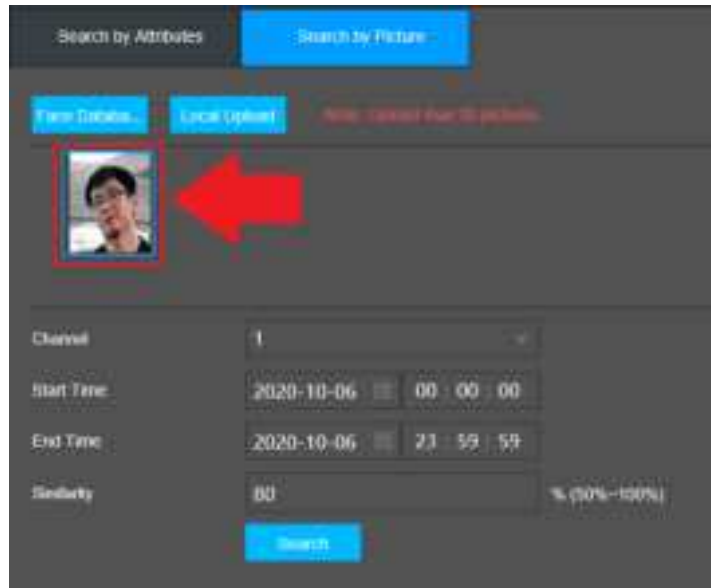 Search by Attributes
Search by Picture
Face Databa...
Local Upload
Channel
1
Start Time
2020-10-06
00 : 00 : 00
End Time
2020-10-06
23 : 59 : 59
Similarity
80
% (50%~100%)
Search